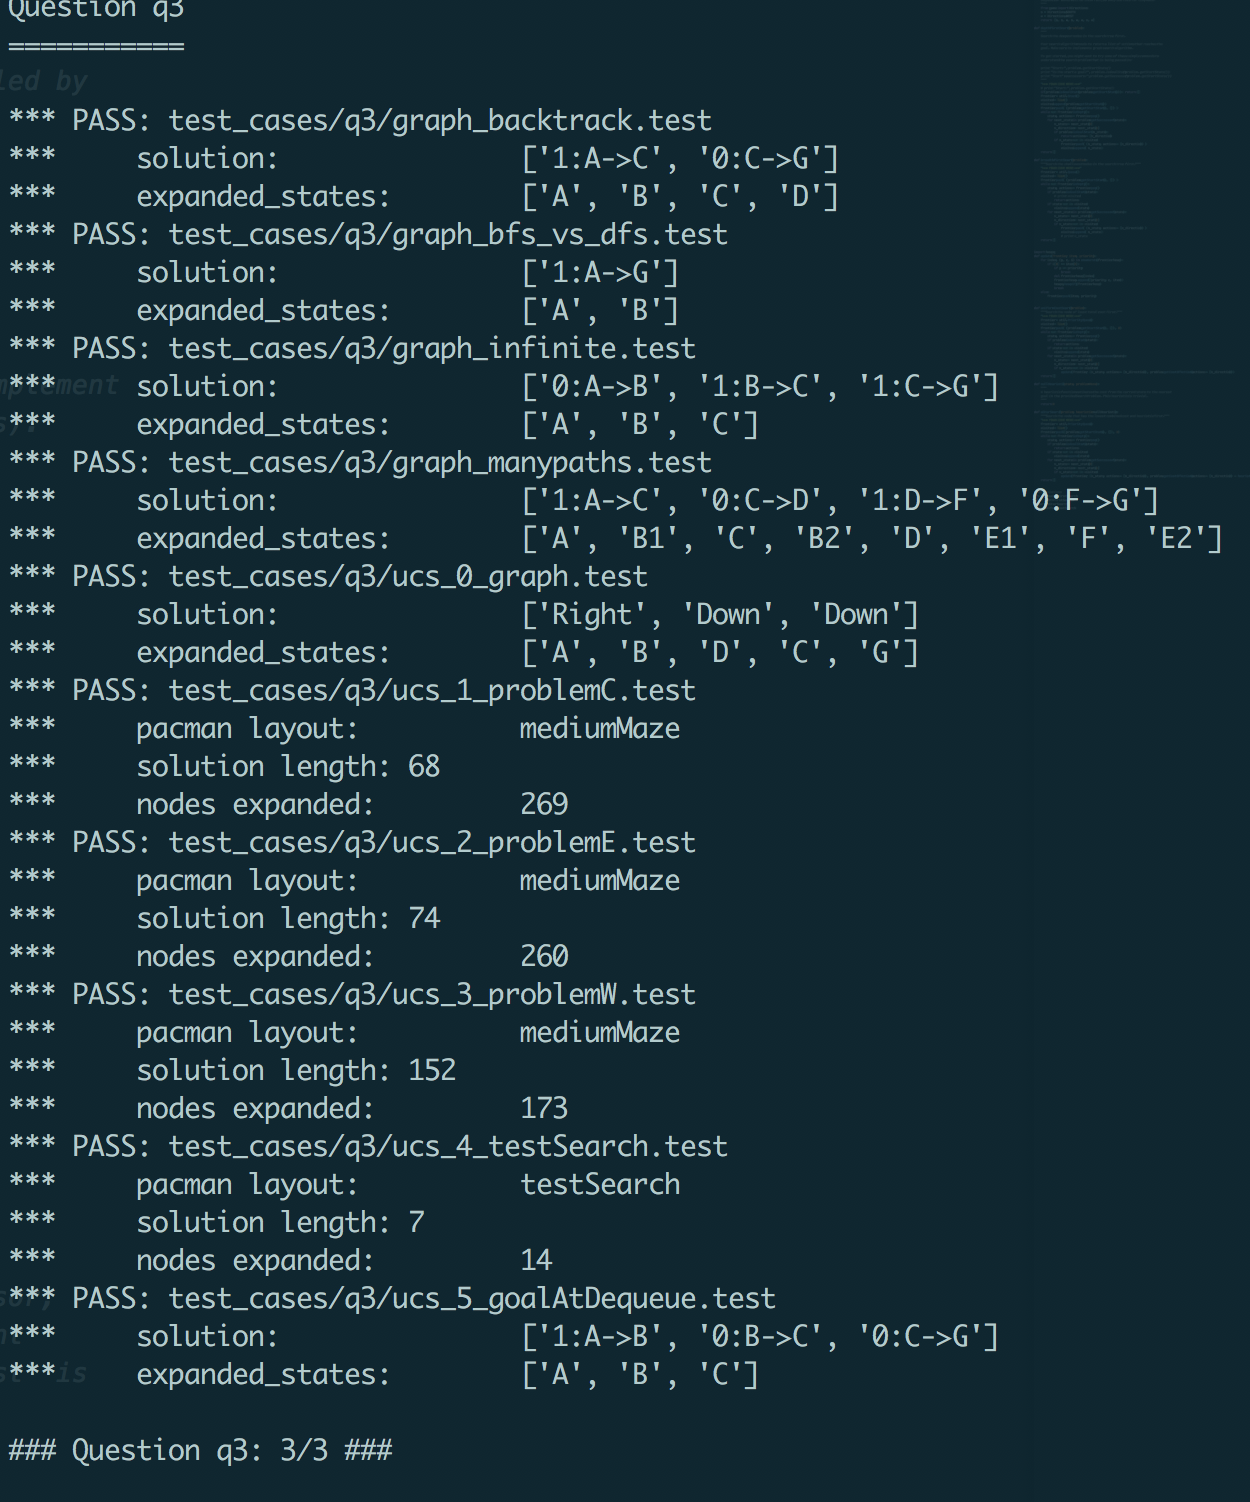 Question q3
===========
led by
*** PASS: test_cases/q3/graph_backtrack.test
***     solution:               ['1:A->C', '0:C->G']
***     expanded_states:        ['A', 'B', 'C', 'D']
*** PASS: test_cases/q3/graph_bfs_vs_dfs.test
***     solution:               ['1:A->G']
***     expanded_states:        ['A', 'B']
*** PASS: test_cases/q3/graph_infinite.test
mplement
***     solution:               ['0:A->B', '1:B->C', '1:C->G']
***     expanded_states:        ['A', 'B', 'C']
*** PASS: test_cases/q3/graph_manypaths.test
***     solution:               ['1:A->C', '0:C->D', '1:D->F', '0:F->G']
***     expanded_states:        ['A', 'B1', 'C', 'B2', 'D', 'E1', 'F', 'E2']
*** PASS: test_cases/q3/ucs_0_graph.test
***     solution:               ['Right', 'Down', 'Down']
***     expanded_states:        ['A', 'B', 'D', 'C', 'G']
*** PASS: test_cases/q3/ucs_1_problemC.test
***     pacman layout:          mediumMaze
***     solution length: 68
***     nodes expanded:         269
*** PASS: test_cases/q3/ucs_2_problemE.test
***     pacman layout:          mediumMaze
***     solution length: 74
***     nodes expanded:         260
*** PASS: test_cases/q3/ucs_3_problemW.test
***     pacman layout:          mediumMaze
***     solution length: 152
***     nodes expanded:         173
*** PASS: test_cases/q3/ucs_4_testSearch.test
***     pacman layout:          testSearch
***     solution length: 7
***     nodes expanded:         14
*** PASS: test_cases/q3/ucs_5_goalAtDequeue.test
***     solution:               ['1:A->B', '0:B->C', '0:C->G']
***     expanded_states:        ['A', 'B', 'C']
is
### Question q3: 3/3 ###